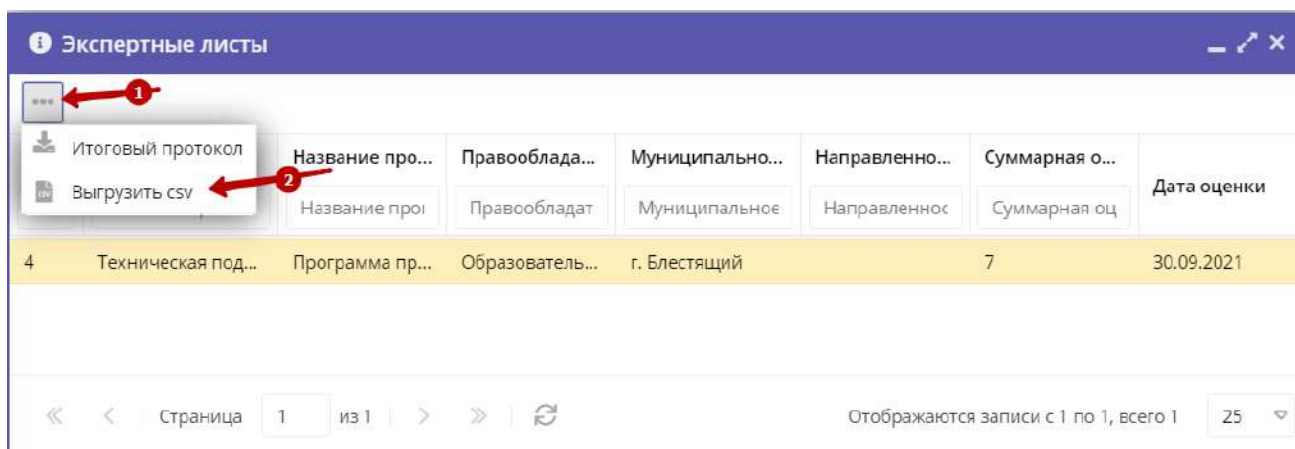 Экспертные листы
1
Итоговый протокол
Выгрузить csv
2
Название про... Правооблада... Муниципально... Направленно... Суммарная о... Дата оценки
Название про Правообладат Муниципальное Направленнос Суммарная оц
4 Техническая под... Программа пр... Образователь... г. Блестящий 7 30.09.2021
Страница 1 из 1 Отображаются записи с 1 по 1, всего 1 25